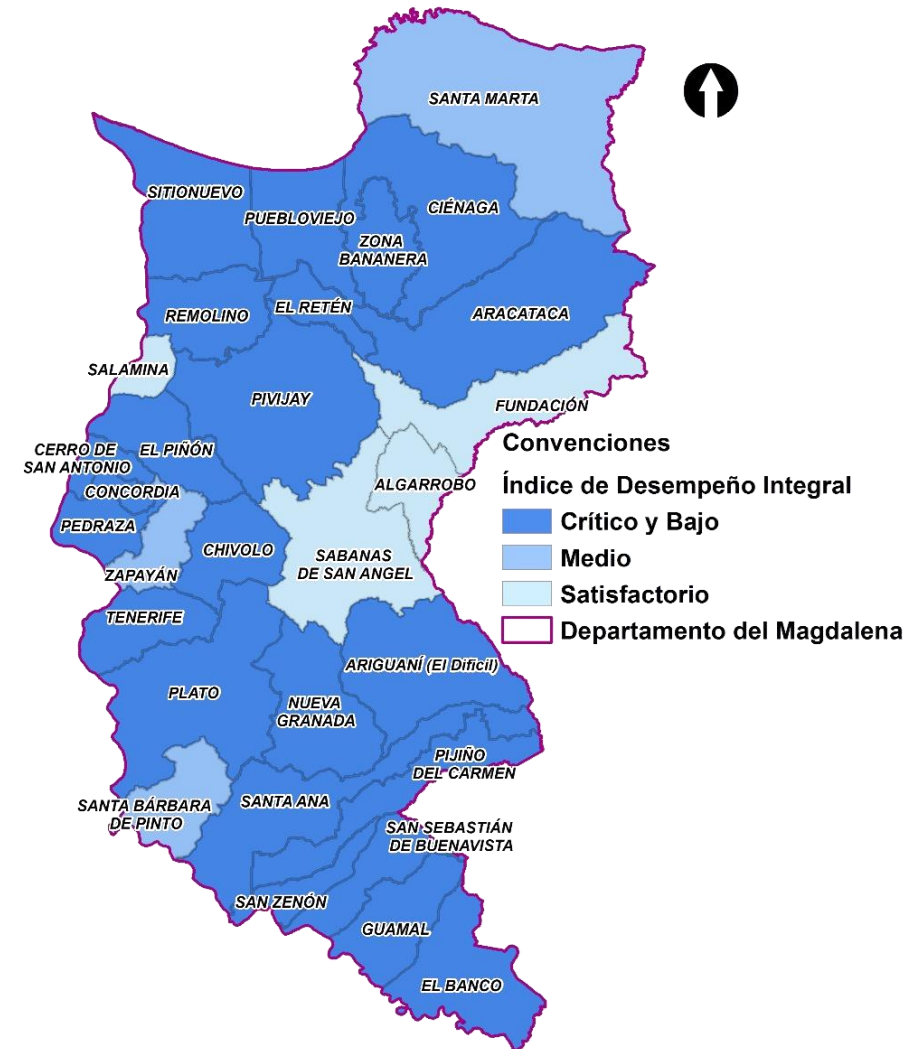 SANTA MARTA
SITIONUEVO
PUEBLOVIEJO
CIÉNAGA
ZONA
BANANERA
REMOLINO
EL RETÉN
ARACATACA
SALAMINA
PIVIJAY
FUNDACIÓN
CERRO DE
SAN ANTONIO
EL PIÑÓN
CONCORDIA
ALGARROBO
PEDRAZA
CHIVOLO
SABANAS
DE SAN ANGEL
ZAPAYÁN
TENERIFE
ARIGUANÍ (El Difícil)
PLATO
NUEVA
GRANADA
PIJIÑO
DEL CARMEN
SANTA BÁRBARA
DE PINTO
SANTA ANA
SAN SEBASTIÁN
DE BUENAVISTA
SAN ZENÓN
GUAMAL
EL BANCO
Convenciones
Índice de Desempeño Integral
Crítico y Bajo
Medio
Satisfactorio
Departamento del Magdalena